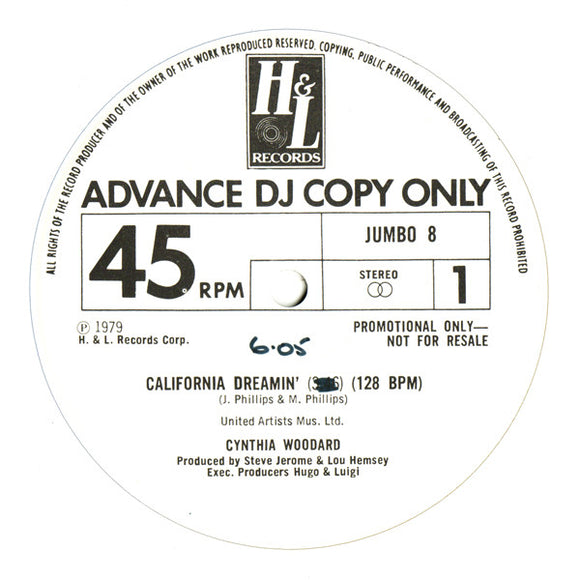 ALL RIGHTS OF THE RECORD PRODUCER AND OF THE OWNER OF THE WORK REPRODUCED RESERVED. COPYING, PUBLIC PERFORMANCE AND BROADCASTING OF THIS RECORD PROHIBITED
H&L
RECORDS
ADVANCE DJ COPY ONLY
45 RPM
JUMBO 8
STEREO
1
℗ 1979
H. & L. Records Corp.
PROMOTIONAL ONLY—
NOT FOR RESALE
6.05
CALIFORNIA DREAMIN' (128 BPM)
(J. Phillips & M. Phillips)
United Artists Mus. Ltd.
CYNTHIA WOODARD
Produced by Steve Jerome & Lou Hemsey
Exec. Producers Hugo & Luigi